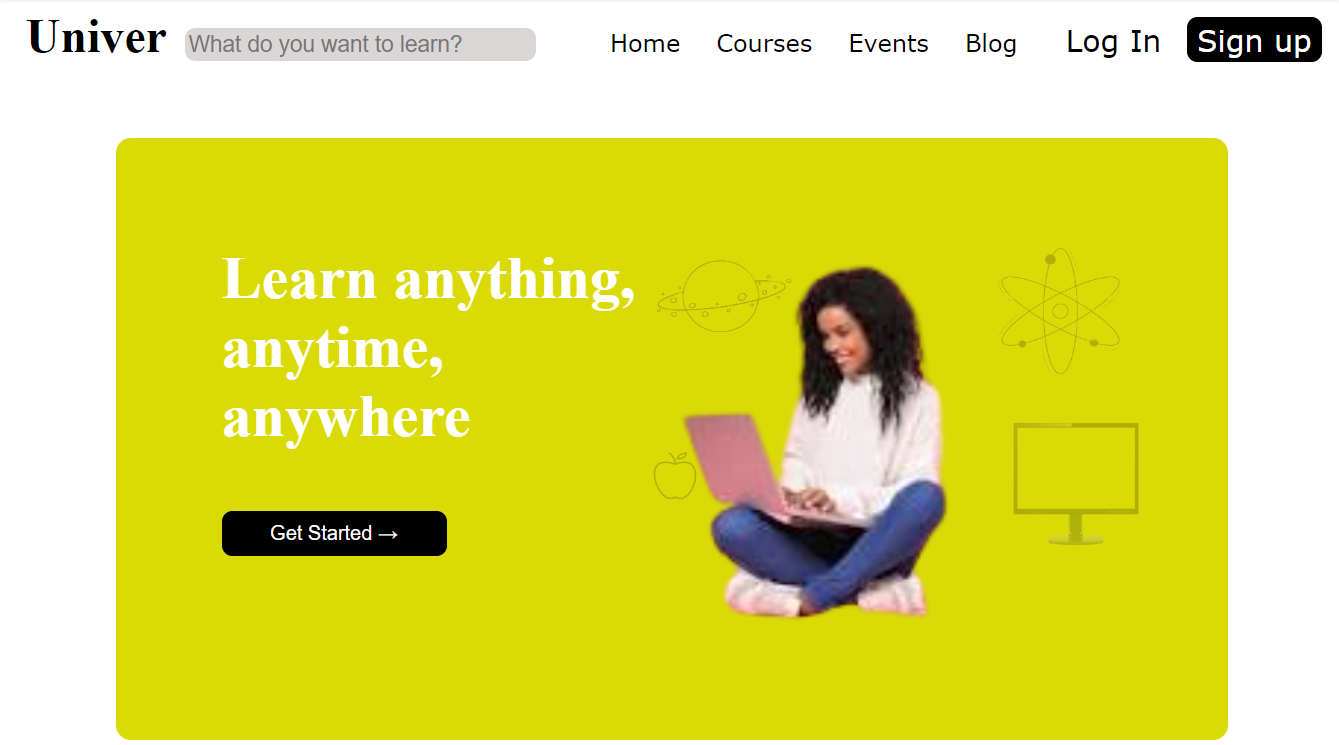 Univer
What do you want to learn?
Home Courses Events Blog Log In Sign up
Learn anything,
anytime,
anywhere
Get Started →